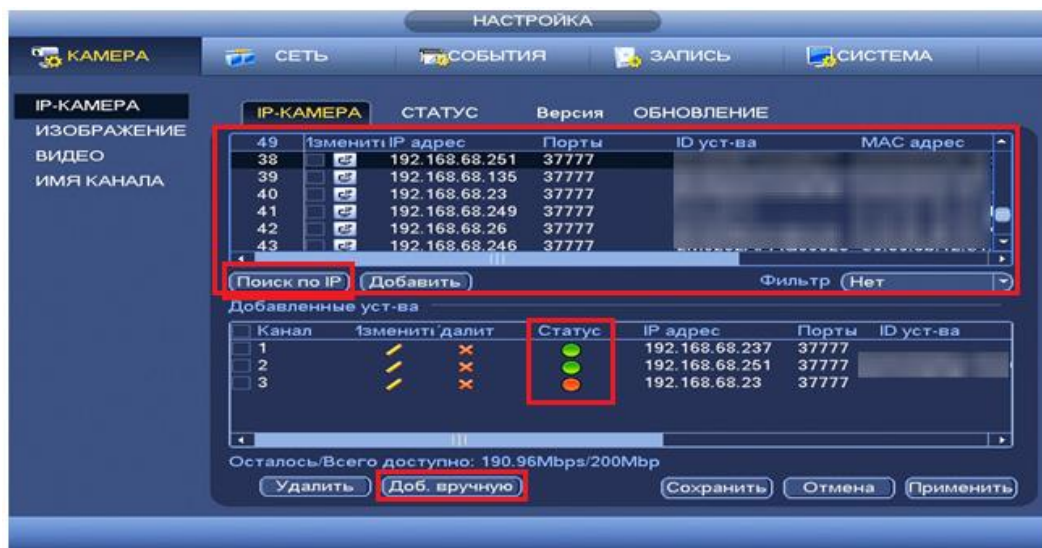 НАСТРОЙКА
КАМЕРА СЕТЬ СОБЫТИЯ ЗАПИСЬ СИСТЕМА
IP-КАМЕРА IP-КАМЕРА СТАТУС Версия ОБНОВЛЕНИЕ
ИЗОБРАЖЕНИЕ
ВИДЕО
ИМЯ КАНАЛА
49 Измените IP адрес Порты ID уст-ва MAC адрес
38 192.168.68.251 37777
39 192.168.68.135 37777
40 192.168.68.23 37777
41 192.168.68.249 37777
42 192.168.68.26 37777
43 192.168.68.246 37777
Поиск по IP Добавить Фильтр Нет
Добавленные уст-ва
Канал Статус IP адрес Порты ID уст-ва
1 192.168.68.237 37777
2 192.168.68.251 37777
3 192.168.68.23 37777
Осталось/Всего доступно: 190.96Mbps/200Mbp
Удалить Доб. вручную Сохранить Отмена Применить